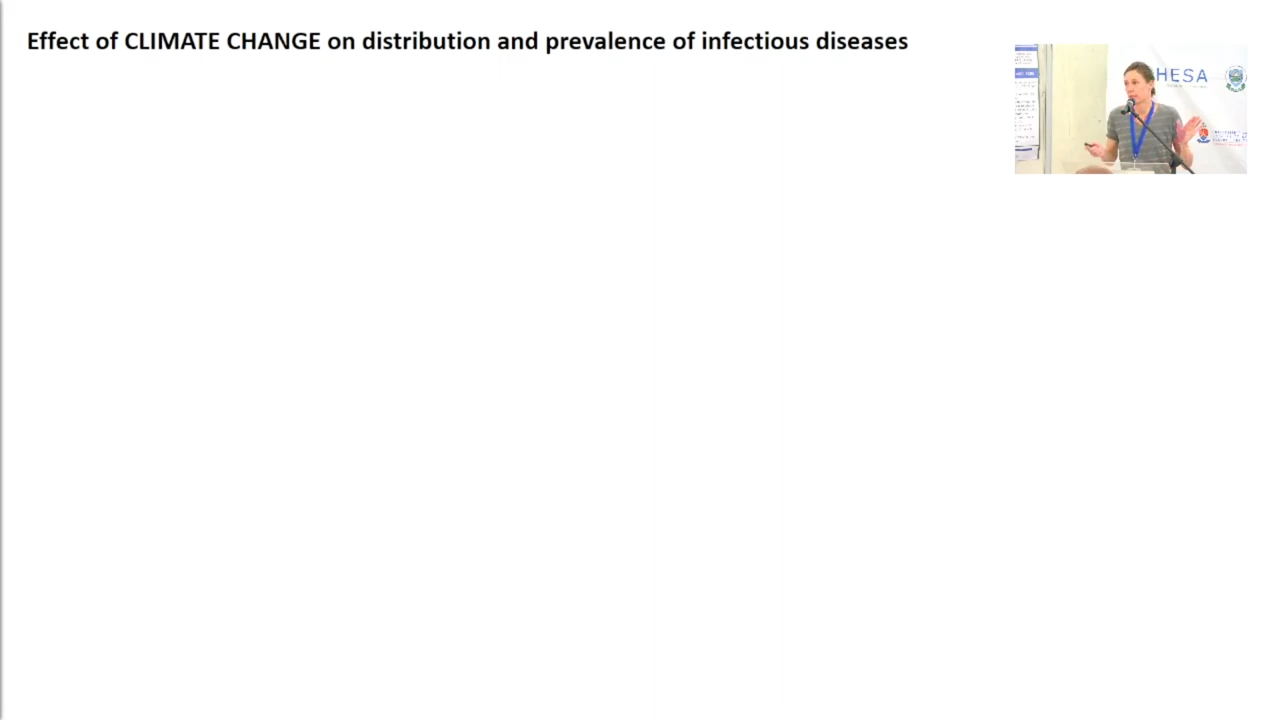 Effect of CLIMATE CHANGE on distribution and prevalence of infectious diseases
HESA